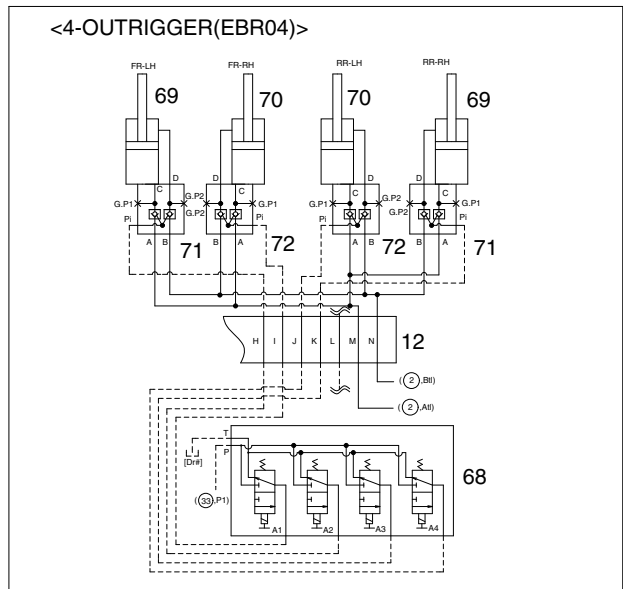 <4-OUTRIGGER(EBR04)>
FR-LH FR-RH RR-LH RR-RH
69 70 70 69
D D D D
C C C C
G.P1 G.P2 G.P2 G.P1 G.P1 G.P2 G.P2 G.P1
Pi Pi Pi Pi
A B B A A B B A
71 72 72 71
H I J K L M N 12
(2,Btl)
(2,Atl)
T
P
[Dr#]
68
(33,P1)
A1 A2 A3 A4